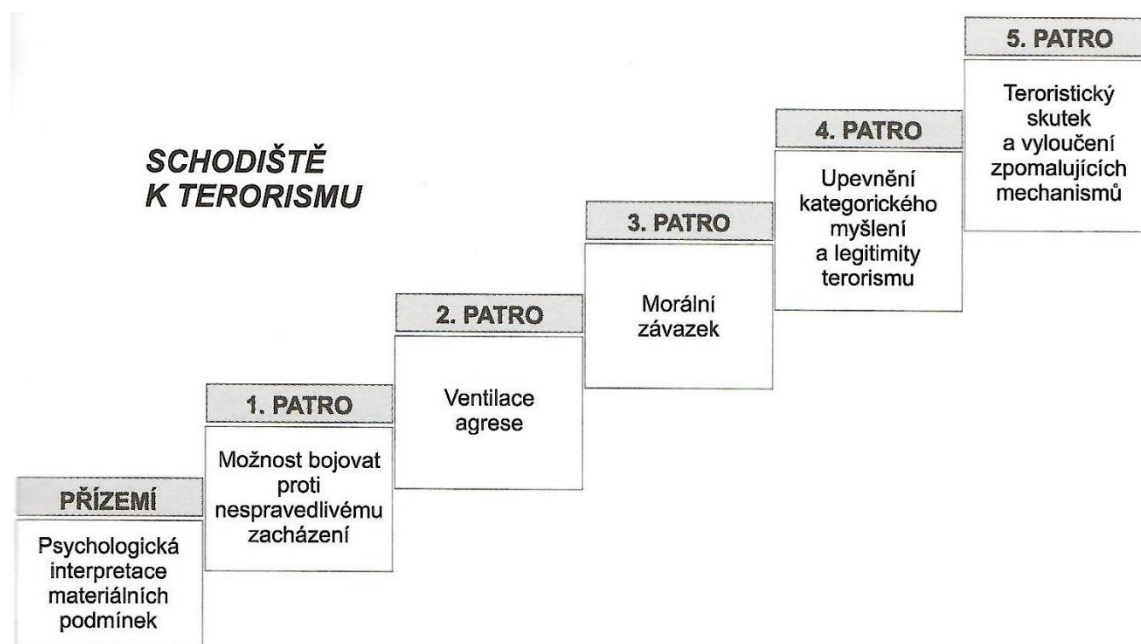 SCHODIŠTĚ
K TERORISMU
PŘÍZEMÍ
Psychologická
interpretace
materiálních
podmínek
1. PATRO
Možnost bojovat
proti
nespravedlivému
zacházení
2. PATRO
Ventilace
agrese
3. PATRO
Morální
závazek
4. PATRO
Upevnění
kategorického
myšlení
a legitimity
terorismu
5. PATRO
Teroristický
skutek
a vyloučení
zpomalujících
mechanismů